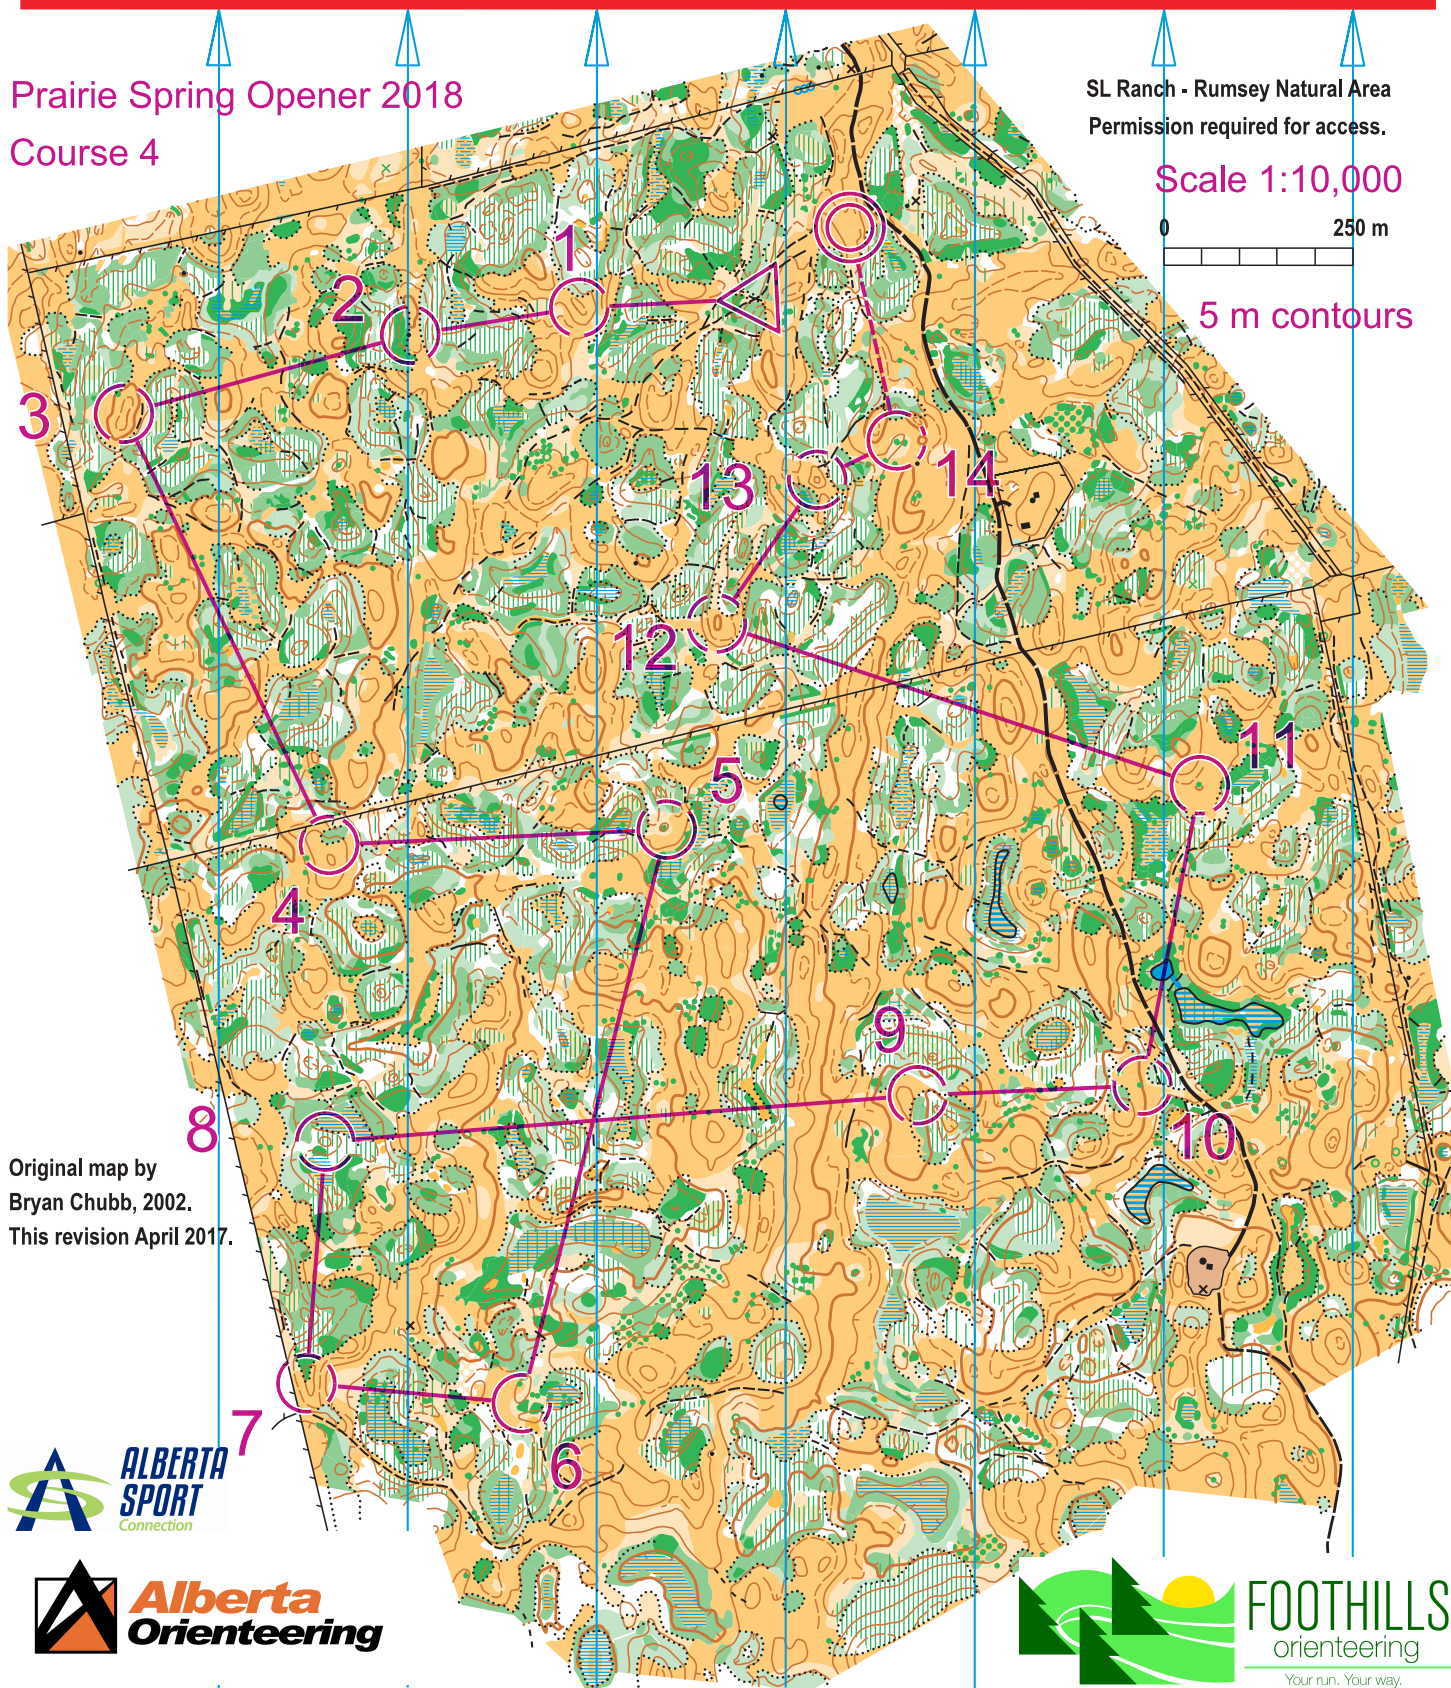 Prairie Spring Opener 2018
Course 4
SL Ranch - Rumsey Natural Area
Permission required for access.
Scale 1:10,000
0 250 m
5 m contours
1
2
3
13
14
12
11
5
4
9
8
10
Original map by
Bryan Chubb, 2002.
This revision April 2017.
7
6
ALBERTA
SPORT
Connection
Alberta
Orienteering
FOOTHILLS
orienteering
Your run. Your way.